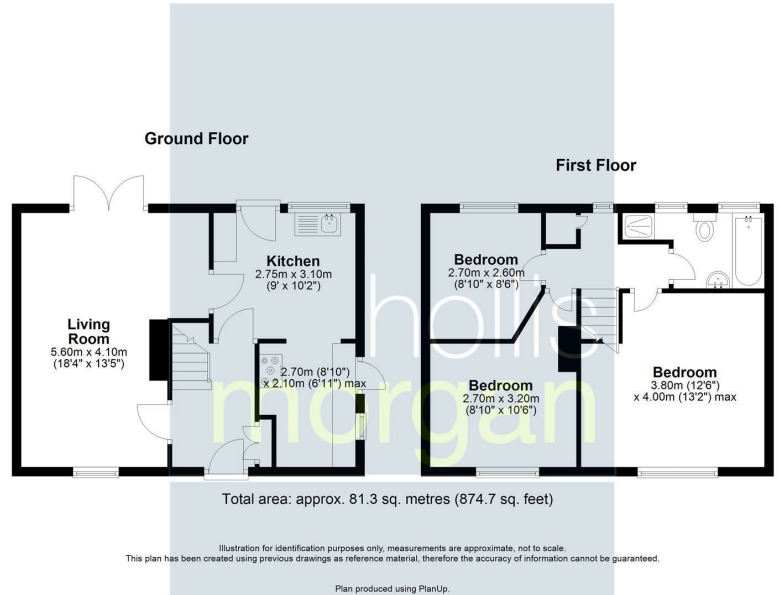 Ground Floor
First Floor
Living
Room
5.60m x 4.10m
(18'4" x 13'5")
Kitchen
2.75m x 3.10m
(9' x 10'2")
2.70m (8'10")
x 2.10m (6'11") max
Bedroom
2.70m x 2.60m
(8'10" x 8'6")
Bedroom
2.70m x 3.20m
(8'10" x 10'6")
Bedroom
3.80m (12'6")
x 4.00m (13'2") max
hollis
morgan
Total area: approx. 81.3 sq. metres (874.7 sq. feet)
Illustration for identification purposes only, measurements are approximate, not to scale.
This plan has been created using previous drawings as reference material, therefore the accuracy of information cannot be guaranteed.
Plan produced using PlanUp.